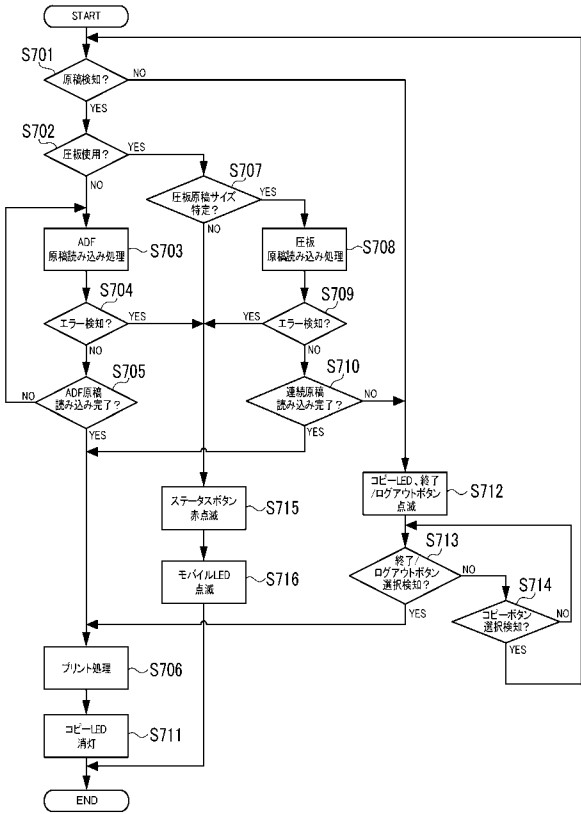 START
S701
原稿検知?
NO
YES
S702
圧板使用?
YES
NO
S707
圧板原稿サイズ
特定?
YES
NO
ADF
原稿読み込み処理
S703
圧板
原稿読み込み処理
S708
S704
エラー検知?
YES
NO
S709
エラー検知?
YES
NO
S705
ADF原稿
読み込み完了?
NO
YES
S710
連続原稿
読み込み完了?
NO
YES
コピーLED、終了
/ログアウトボタン
点滅
S712
ステータスボタン
赤点滅
S715
S713
終了/
ログアウトボタン
選択検知?
NO
YES
モバイルLED
点滅
S716
S714
コピーボタン
選択検知?
NO
YES
プリント処理
S706
コピーLED
消灯
S711
END